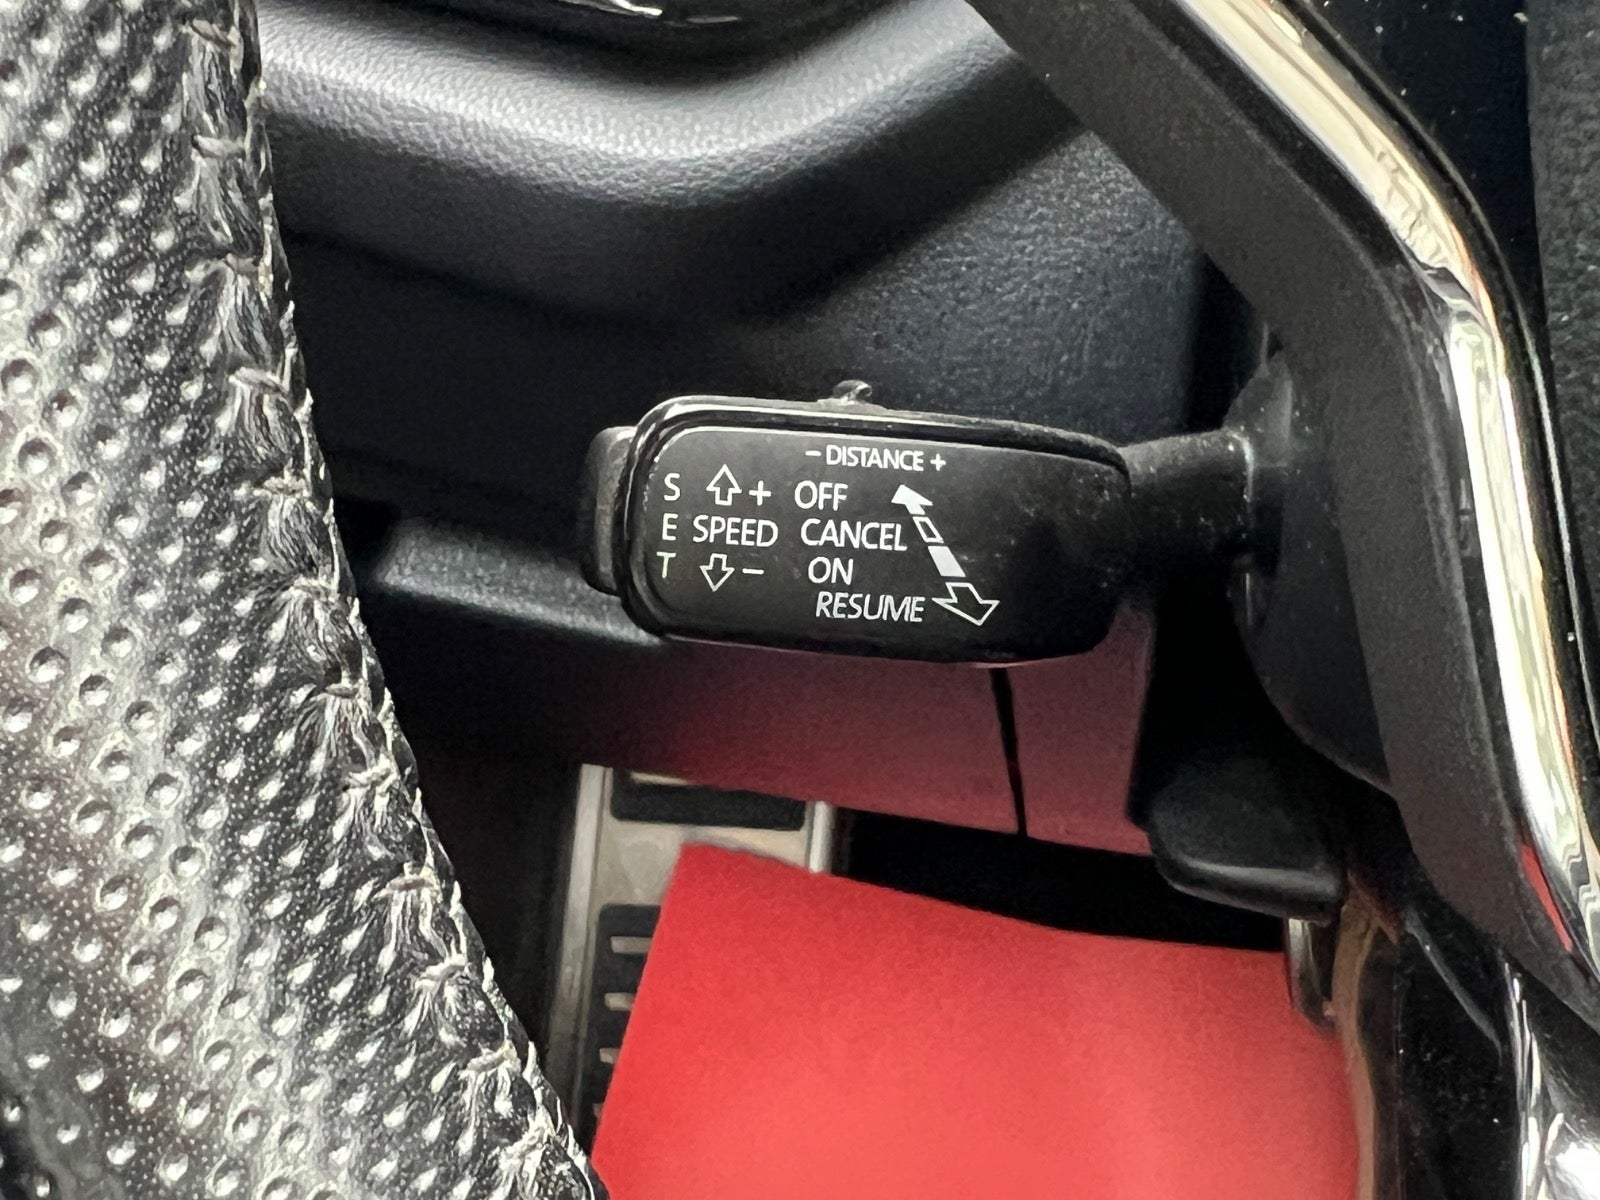 - DISTANCE +
S + OFF
E SPEED CANCEL
T - ON
RESUME